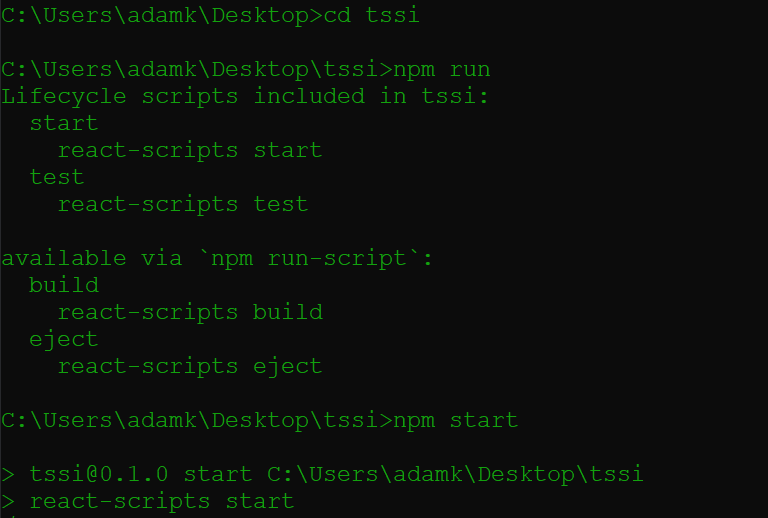 C:\Users\adamk\Desktop>cd tssi
C:\Users\adamk\Desktop\tssi>npm run
Lifecycle scripts included in tssi:
start
react-scripts start
test
react-scripts test
available via `npm run-script`:
build
react-scripts build
eject
react-scripts eject
C:\Users\adamk\Desktop\tssi>npm start
> tssi@0.1.0 start C:\Users\adamk\Desktop\tssi
> react-scripts start